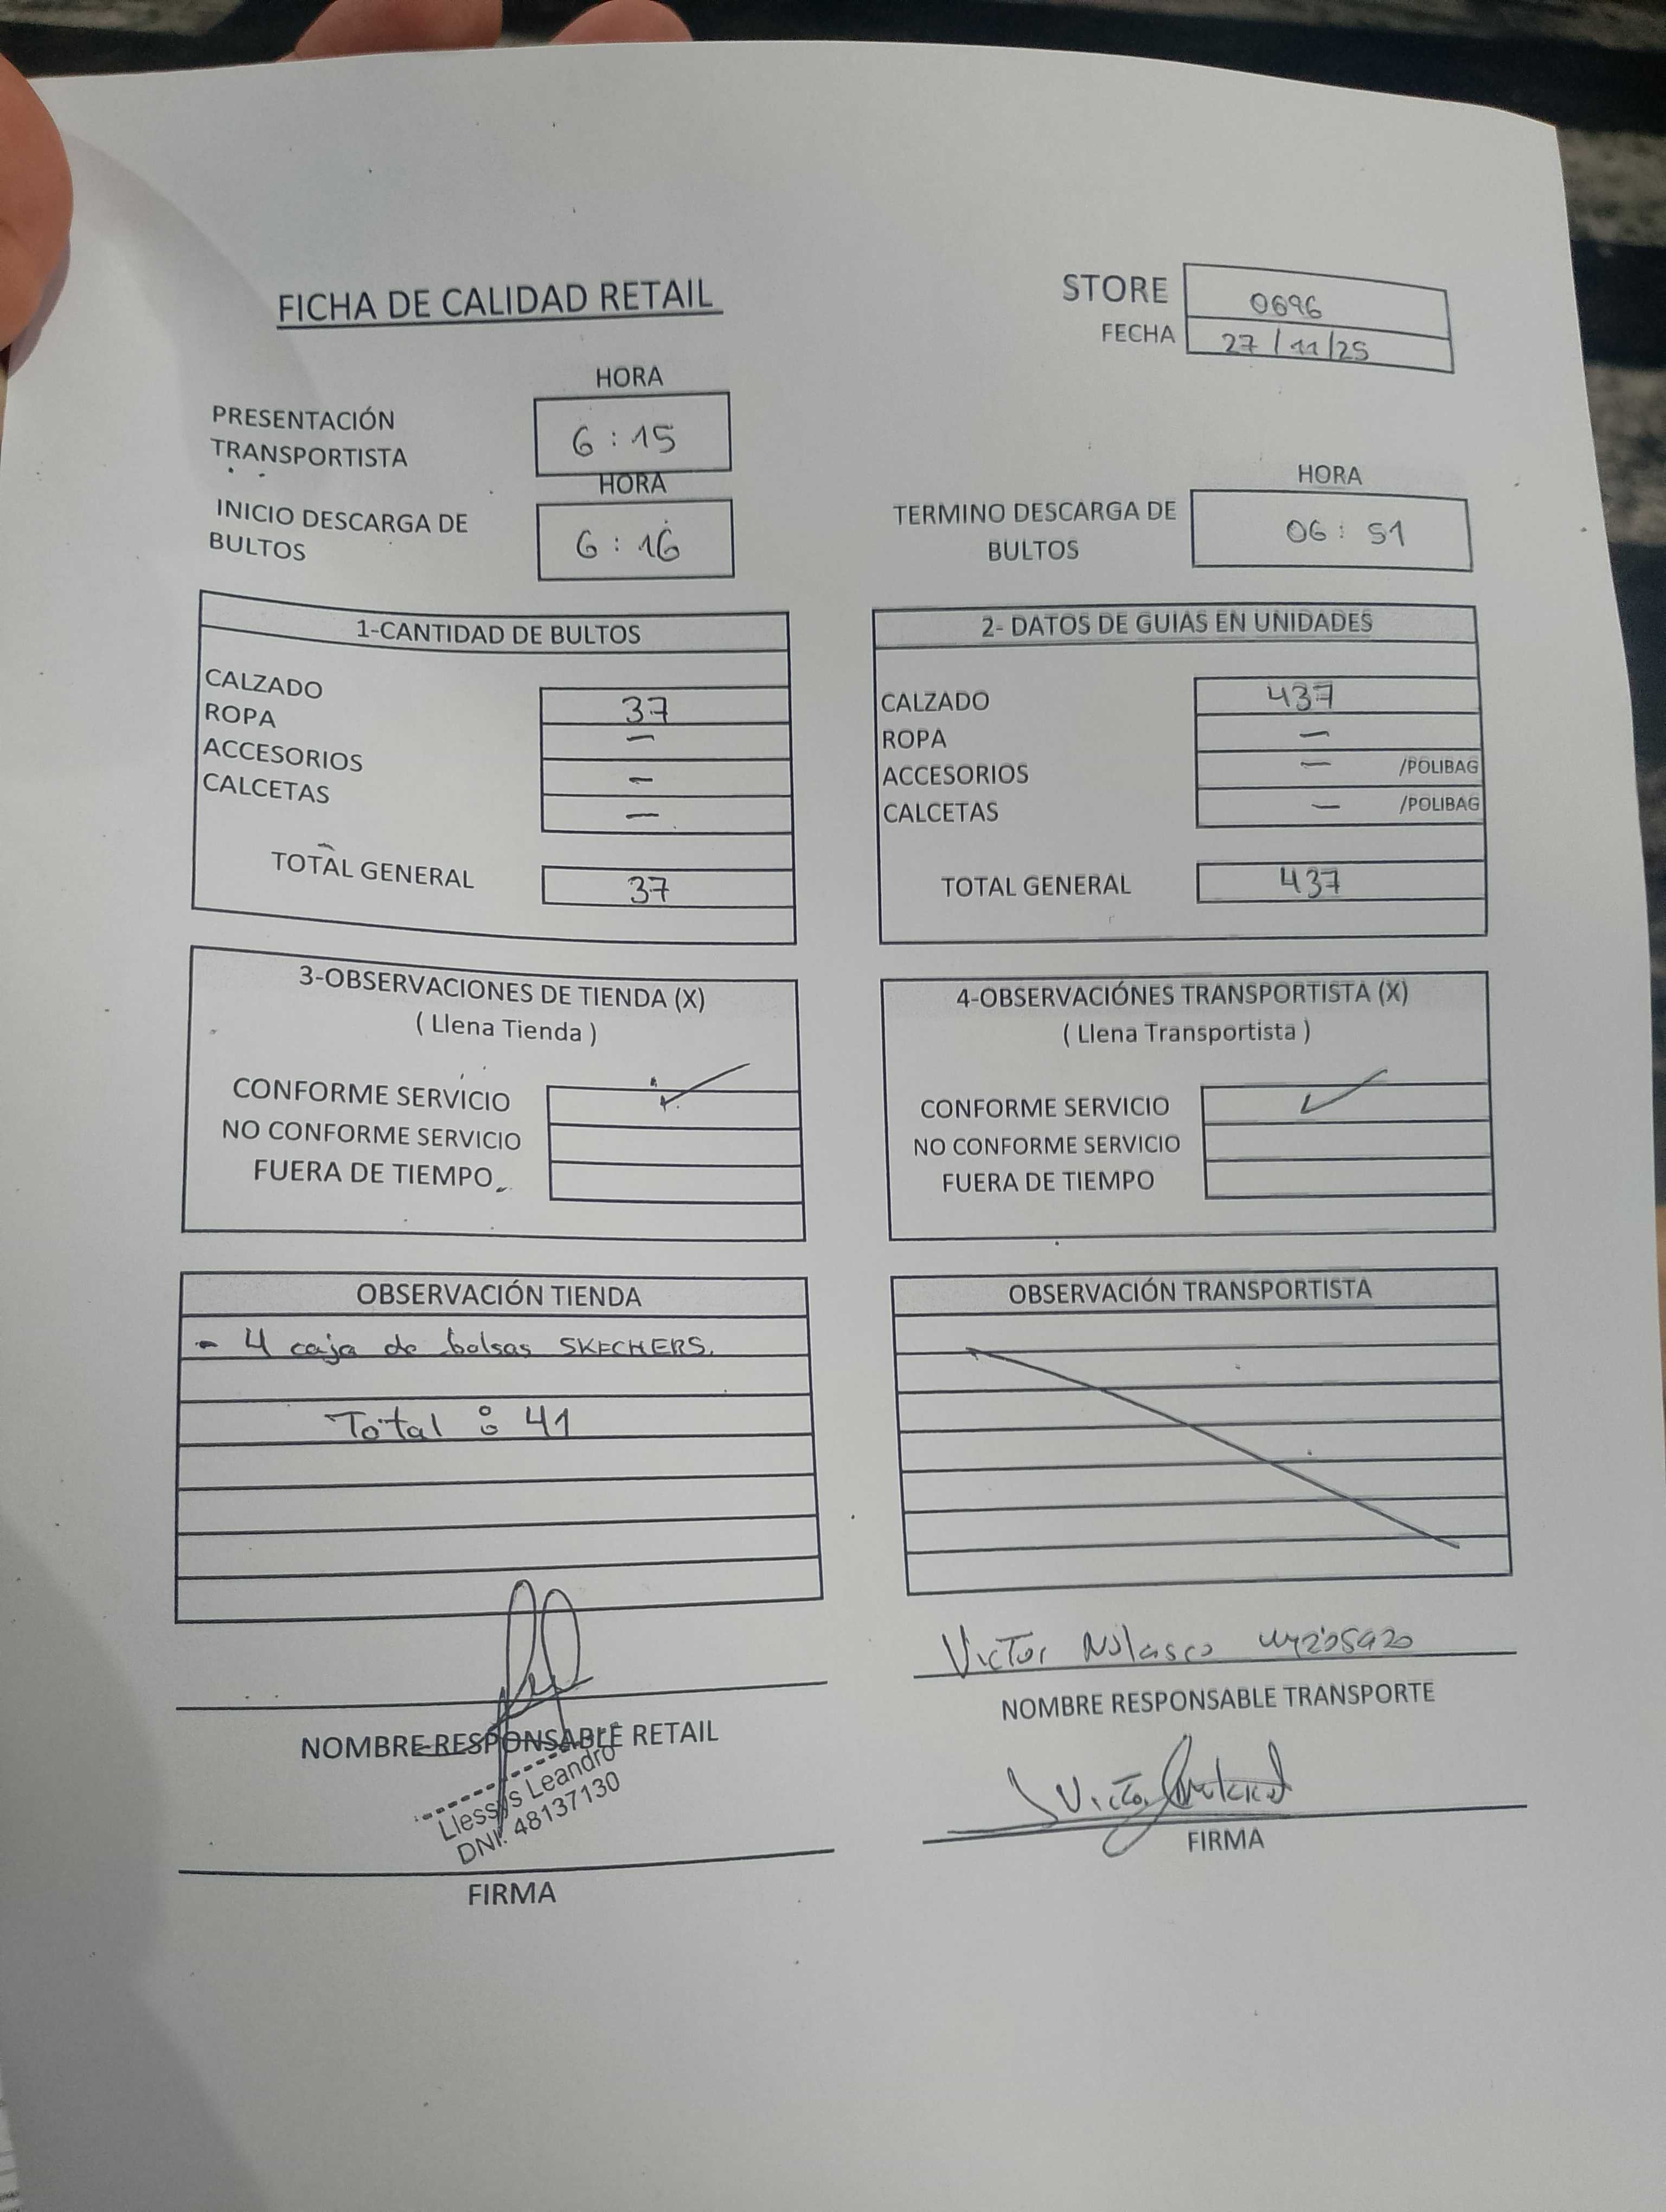 FICHA DE CALIDAD RETAIL
STORE 0696
FECHA 27/11/25
HORA
PRESENTACIÓN TRANSPORTISTA 6:15
HORA
INICIO DESCARGA DE BULTOS 6:16
HORA
TERMINO DESCARGA DE BULTOS 06:51
1-CANTIDAD DE BULTOS
CALZADO 37
ROPA —
ACCESORIOS —
CALCETAS —
TOTAL GENERAL 37
2- DATOS DE GUIAS EN UNIDADES
CALZADO 437
ROPA —
ACCESORIOS — /POLIBAG
CALCETAS — /POLIBAG
TOTAL GENERAL 437
3-OBSERVACIONES DE TIENDA (X)
( Llena Tienda )
CONFORME SERVICIO ✓
NO CONFORME SERVICIO
FUERA DE TIEMPO
4-OBSERVACIÓNES TRANSPORTISTA (X)
( Llena Transportista )
CONFORME SERVICIO ✓
NO CONFORME SERVICIO
FUERA DE TIEMPO
OBSERVACIÓN TIENDA
- 4 caja de bolsas SKECHERS.
Total : 41
OBSERVACIÓN TRANSPORTISTA
NOMBRE RESPONSABLE RETAIL
Llessys Leandro
DNI. 48137130
FIRMA
Victor Nolasco
NOMBRE RESPONSABLE TRANSPORTE
FIRMA